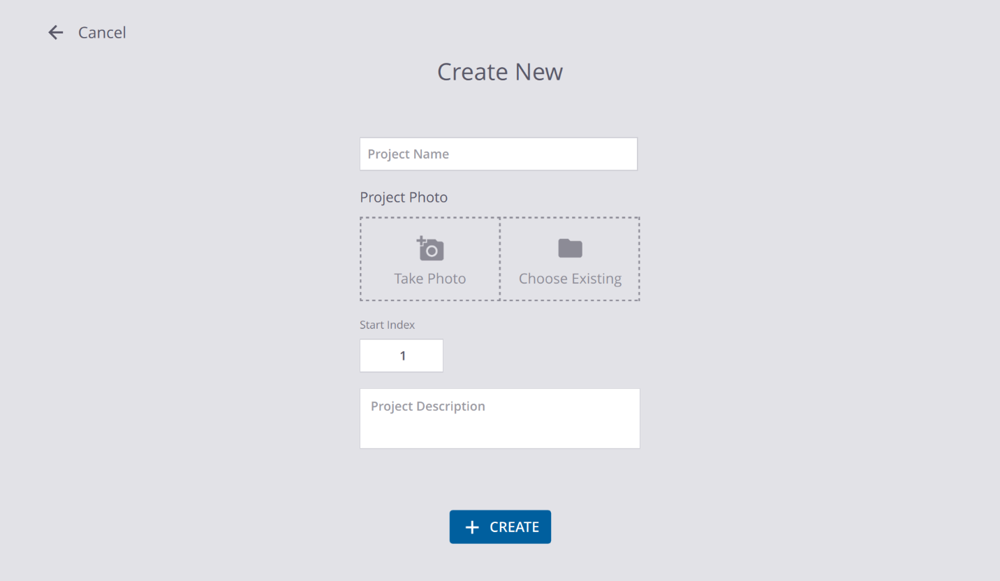 Cancel
Create New
Project Name
Project Photo
Take Photo
Choose Existing
Start Index
1
Project Description
CREATE